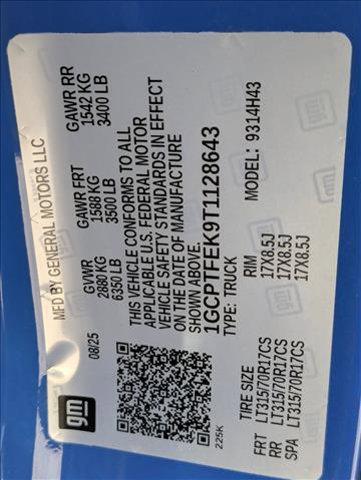 MFD BY GENERAL MOTORS LLC
08/25
GVWR
2880 KG
6350 LB
GAWR FRT
1588 KG
3500 LB
GAWR RR
1542 KG
3400 LB
THIS VEHICLE CONFORMS TO ALL
APPLICABLE U.S. FEDERAL MOTOR
VEHICLE SAFETY STANDARDS IN EFFECT
ON THE DATE OF MANUFACTURE
SHOWN ABOVE.
1GCPTFEK9T1128643
TYPE: TRUCK
MODEL: 9314H43
gm
225K
TIRE SIZE RIM
FRT LT315/70R17CS 17X8.5J
RR LT315/70R17CS 17X8.5J
SPA LT315/70R17CS 17X8.5J